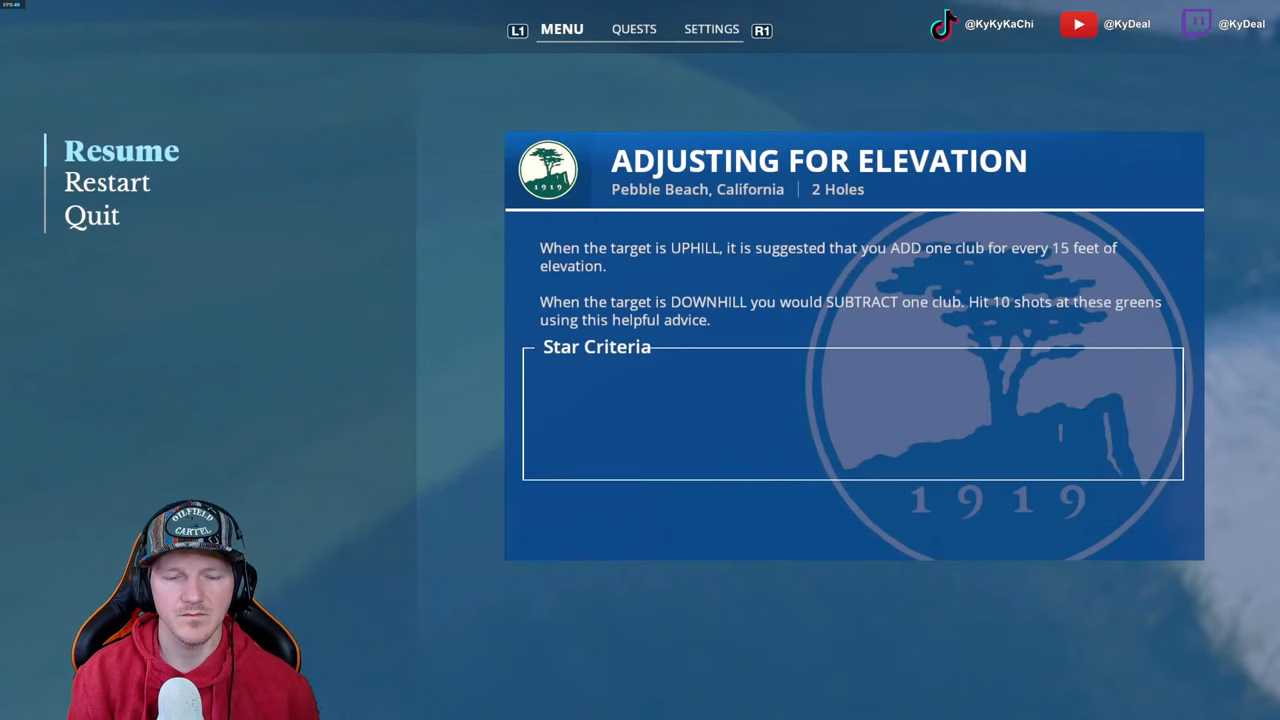 FPS 49
L1 MENU QUESTS SETTINGS R1
@KyKyKaChi @KyDeal @KyDeal
Resume
Restart
Quit
1919
ADJUSTING FOR ELEVATION
Pebble Beach, California | 2 Holes
When the target is UPHILL, it is suggested that you ADD one club for every 15 feet of
elevation.
When the target is DOWNHILL you would SUBTRACT one club. Hit 10 shots at these greens
using this helpful advice.
Star Criteria
1919
OILFIELD
CARTEL